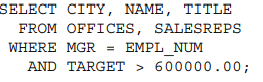 SELECT CITY, NAME, TITLE
FROM OFFICES, SALESREPS
WHERE MGR = EMPL_NUM
AND TARGET > 600000.00;